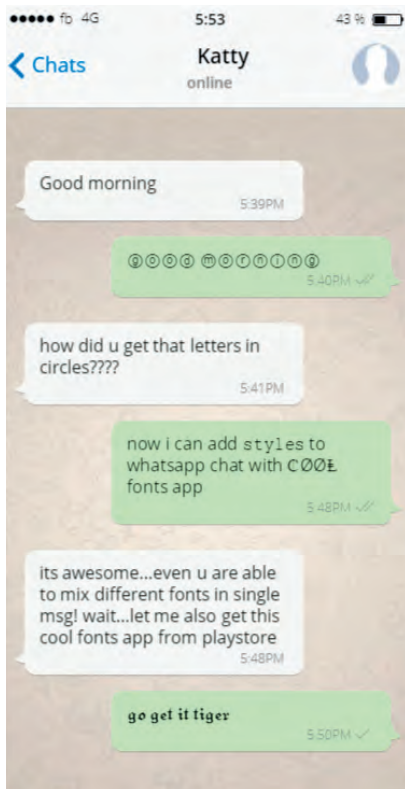 fb 4G 5:53 43 %
Chats Katty
online
Good morning
5:39PM
ⓖⓞⓞⓓ ⓜⓞⓡⓝⓘⓝⓖ
5:40PM
how did u get that letters in
circles????
5:41PM
now i can add 𝚜𝚝𝚢𝚕𝚎𝚜 to
whatsapp chat with CØØŁ
fonts app
5:48PM
its awesome...even u are able
to mix different fonts in single
msg! wait...let me also get this
cool fonts app from playstore
5:48PM
𝖌𝖔 𝖌𝖊𝖙 𝖎𝖙 𝖙𝖎𝖌𝖊𝖗
5:50PM